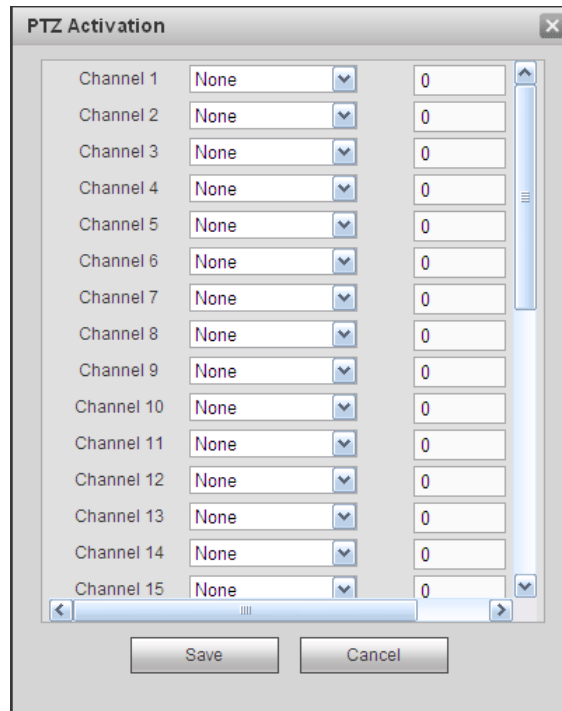 PTZ Activation
Channel 1 None 0
Channel 2 None 0
Channel 3 None 0
Channel 4 None 0
Channel 5 None 0
Channel 6 None 0
Channel 7 None 0
Channel 8 None 0
Channel 9 None 0
Channel 10 None 0
Channel 11 None 0
Channel 12 None 0
Channel 13 None 0
Channel 14 None 0
Channel 15 None 0
Save Cancel